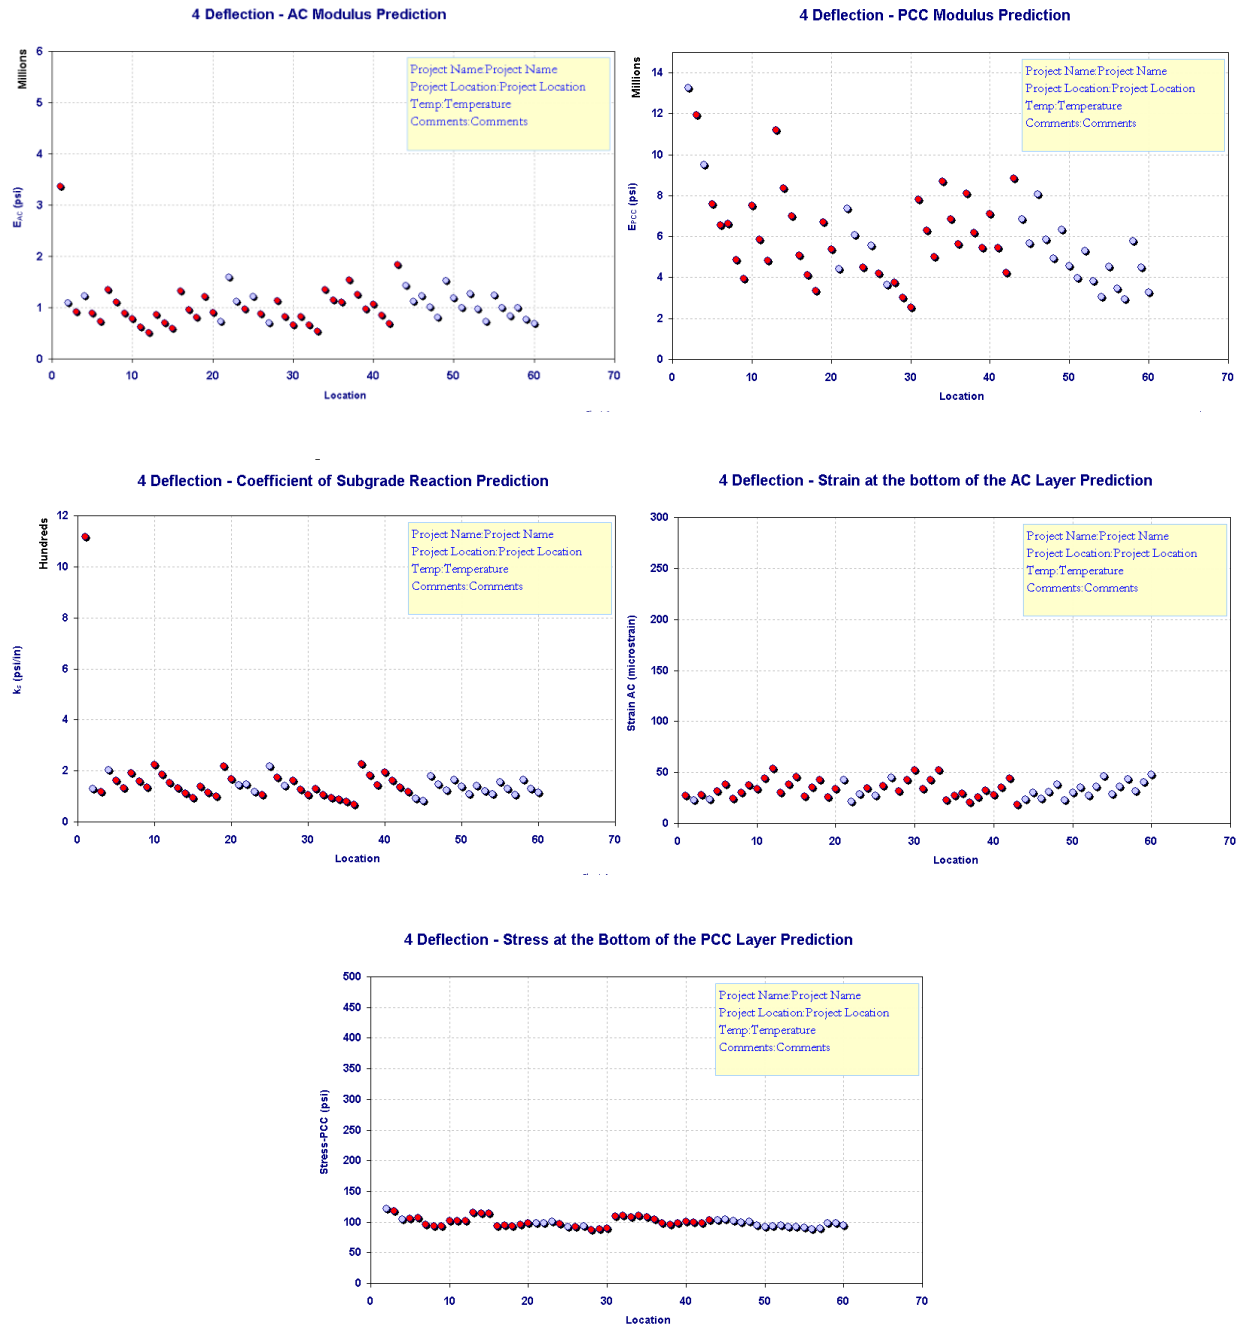 4 Deflection - AC Modulus Prediction
Millions
6
5
4
3
2
1
0
E_AC (psi)
Project Name:Project Name
Project Location:Project Location
Temp:Temperature
Comments:Comments
0 10 20 30 40 50 60 70
Location
4 Deflection - PCC Modulus Prediction
Millions
14
12
10
8
6
4
2
0
E_PCC (psi)
Project Name:Project Name
Project Location:Project Location
Temp:Temperature
Comments:Comments
0 10 20 30 40 50 60 70
Location
4 Deflection - Coefficient of Subgrade Reaction Prediction
Hundreds
12
10
8
6
4
2
0
k_s (psi/in)
Project Name:Project Name
Project Location:Project Location
Temp:Temperature
Comments:Comments
0 10 20 30 40 50 60 70
Location
4 Deflection - Strain at the bottom of the AC Layer Prediction
300
250
200
150
100
50
0
Strain AC (microstrain)
Project Name:Project Name
Project Location:Project Location
Temp:Temperature
Comments:Comments
0 10 20 30 40 50 60 70
Location
4 Deflection - Stress at the Bottom of the PCC Layer Prediction
500
450
400
350
300
250
200
150
100
50
0
Stress-PCC (psi)
Project Name:Project Name
Project Location:Project Location
Temp:Temperature
Comments:Comments
0 10 20 30 40 50 60 70
Location